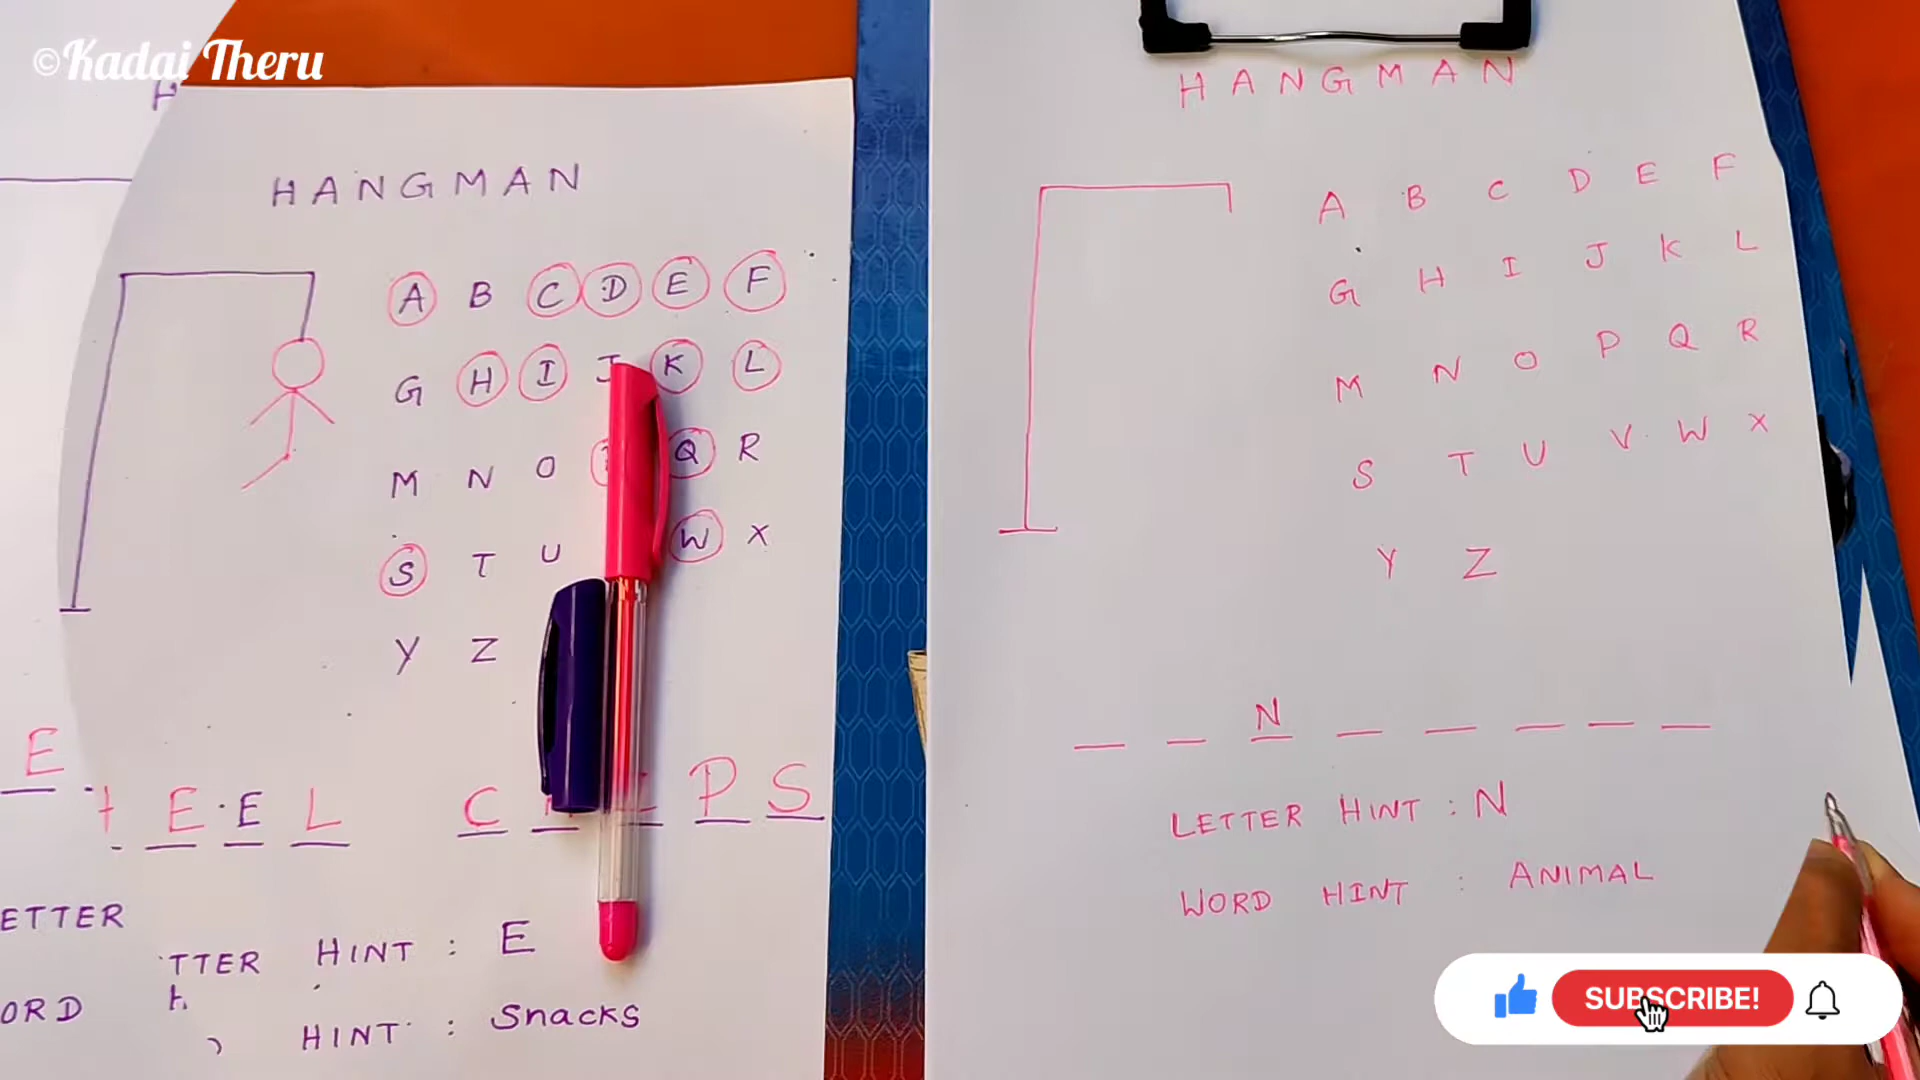 ©Kadai Theru
H
HANGMAN
A B C D E F
G H I J K L
M N O Q R
S T U W X
Y Z
E
E E L C P S
ETTER
TTER HINT : E
ORD
HINT : Snacks
HANGMAN
A B C D E F
G H I J K L
M N O P Q R
S T U V W X
Y Z
_ _ N _ _ _ _ _
LETTER HINT : N
WORD HINT : ANIMAL
SUBSCRIBE!